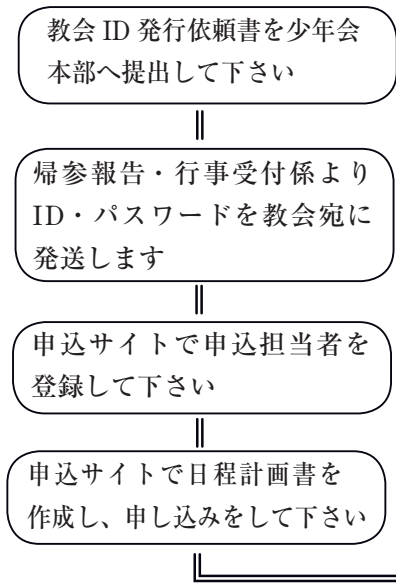 教会 ID 発行依頼書を少年会
本部へ提出して下さい
帰参報告・行事受付係より
ID・パスワードを教会宛に
発送します
申込サイトで申込担当者を
登録して下さい
申込サイトで日程計画書を
作成し、申し込みをして下さい